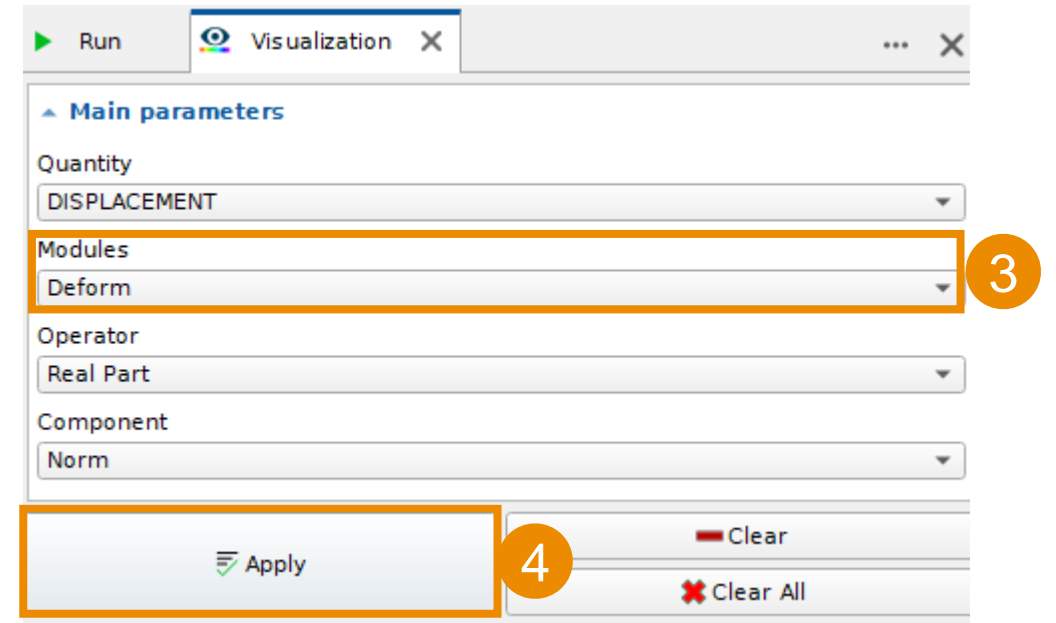 Run
Visualization
Main parameters
Quantity
DISPLACEMENT
Modules
Deform
3
Operator
Real Part
Component
Norm
Apply
4
Clear
Clear All